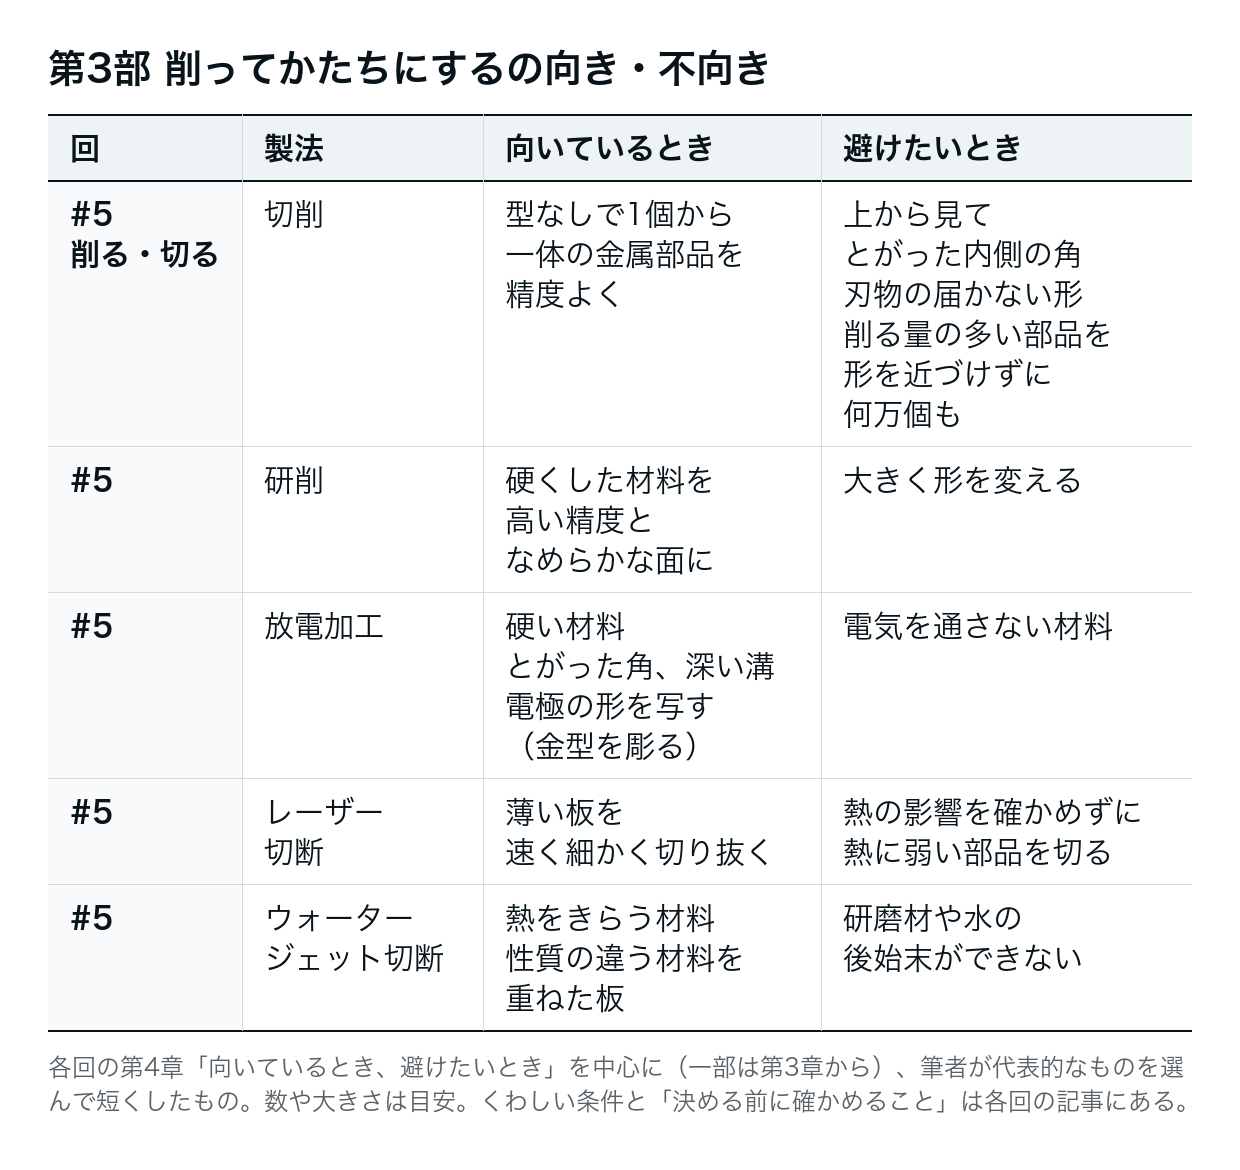 第3部 削ってかたちにするの向き・不向き
回 製法 向いているとき 避けたいとき
#5
削る・切る
切削
型なしで1個から
一体の金属部品を
精度よく
上から見て
とがった内側の角
刃物の届かない形
削る量の多い部品を
形を近づけずに
何万個も
#5
研削
硬くした材料を
高い精度と
なめらかな面に
大きく形を変える
#5
放電加工
硬い材料
とがった角、深い溝
電極の形を写す
（金型を彫る）
電気を通さない材料
#5
レーザー
切断
薄い板を
速く細かく切り抜く
熱の影響を確かめずに
熱に弱い部品を切る
#5
ウォーター
ジェット切断
熱をきらう材料
性質の違う材料を
重ねた板
研磨材や水の
後始末ができない
各回の第4章「向いているとき、避けたいとき」を中心に（一部は第3章から）、筆者が代表的なものを選
んで短くしたもの。数や大きさは目安。くわしい条件と「決める前に確かめること」は各回の記事にある。